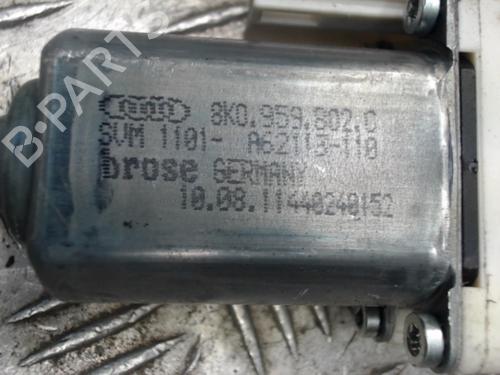 B-PARTS
8K0.959.802.C
SVM 1101- A62115-110
brose GERMANY
10.08.11440240152